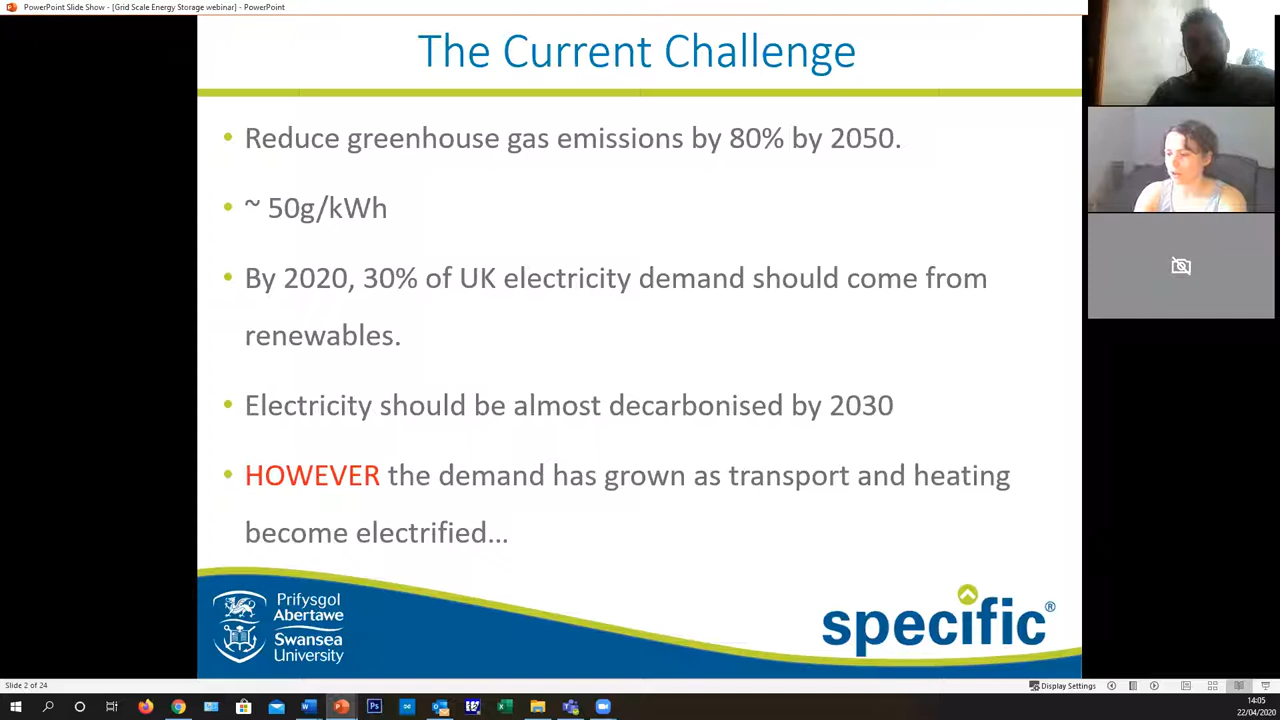 PowerPoint Slide Show - [Grid Scale Energy Storage webinar] - PowerPoint
The Current Challenge
• Reduce greenhouse gas emissions by 80% by 2050.
• ~ 50g/kWh
• By 2020, 30% of UK electricity demand should come from
renewables.
• Electricity should be almost decarbonised by 2030
• HOWEVER the demand has grown as transport and heating
become electrified...
Prifysgol
Abertawe
Swansea
University
specific®
Slide 2 of 24
Display Settings
14:05
22/04/2020